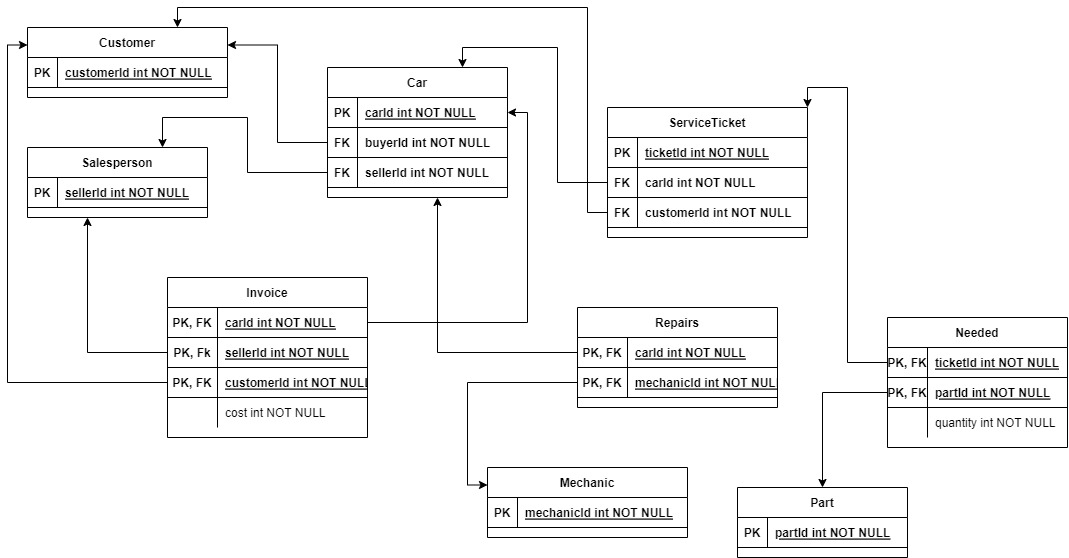 Customer
PK customerId int NOT NULL
Car
PK carId int NOT NULL
FK buyerId int NOT NULL
FK sellerId int NOT NULL
ServiceTicket
PK ticketId int NOT NULL
FK carId int NOT NULL
FK customerId int NOT NULL
Salesperson
PK sellerId int NOT NULL
Invoice
PK, FK carId int NOT NULL
PK, Fk sellerId int NOT NULL
PK, FK customerId int NOT NULL
cost int NOT NULL
Repairs
PK, FK carId int NOT NULL
PK, FK mechanicId int NOT NUL
Needed
PK, FK ticketId int NOT NULL
PK, FK partId int NOT NULL
quantity int NOT NULL
Mechanic
PK mechanicId int NOT NULL
Part
PK partId int NOT NULL